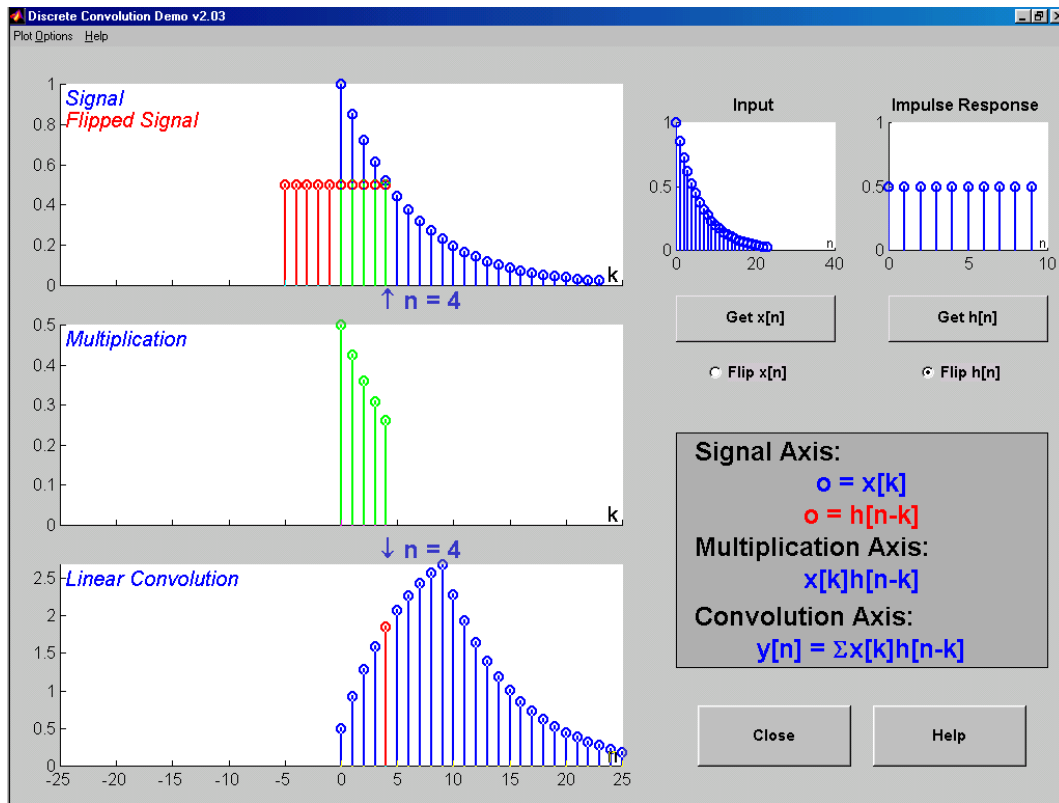 Discrete Convolution Demo v2.03
Plot Options Help
Signal
Flipped Signal
1
0.8
0.6
0.4
0.2
0
k
↑ n = 4
Multiplication
0.5
0.4
0.3
0.2
0.1
0
k
↓ n = 4
Linear Convolution
2.5
2
1.5
1
0.5
0
n
-25 -20 -15 -10 -5 0 5 10 15 20 25
Input
1
0.5
0
n
0 20 40
Impulse Response
1
0.5
0
n
0 5 10
Get x[n]
Get h[n]
Flip x[n]
Flip h[n]
Signal Axis:
o = x[k]
o = h[n-k]
Multiplication Axis:
x[k]h[n-k]
Convolution Axis:
y[n] = Σx[k]h[n-k]
Close
Help